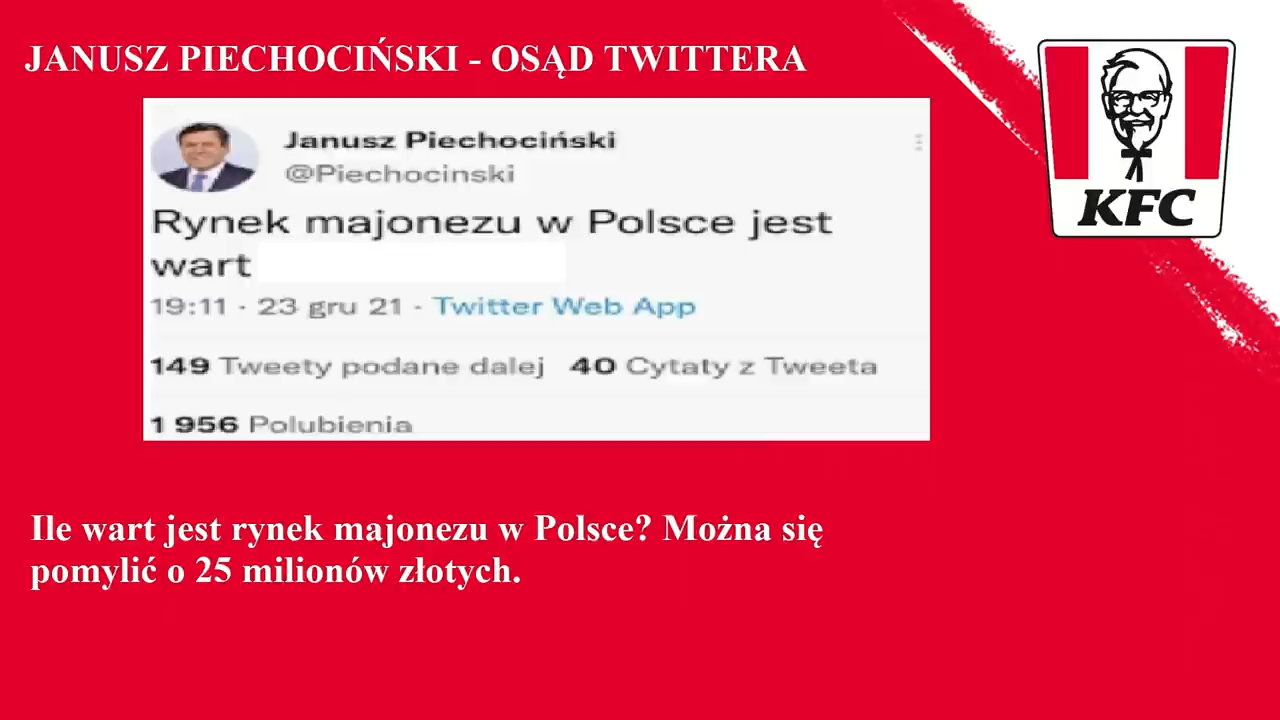 JANUSZ PIECHOCIŃSKI - OSĄD TWITTERA
Janusz Piechociński
@Piechocinski
Rynek majonezu w Polsce jest
wart
19:11 · 23 gru 21 · Twitter Web App
149 Tweety podane dalej 40 Cytaty z Tweeta
1 956 Polubienia
KFC
Ile wart jest rynek majonezu w Polsce? Można się
pomylić o 25 milionów złotych.